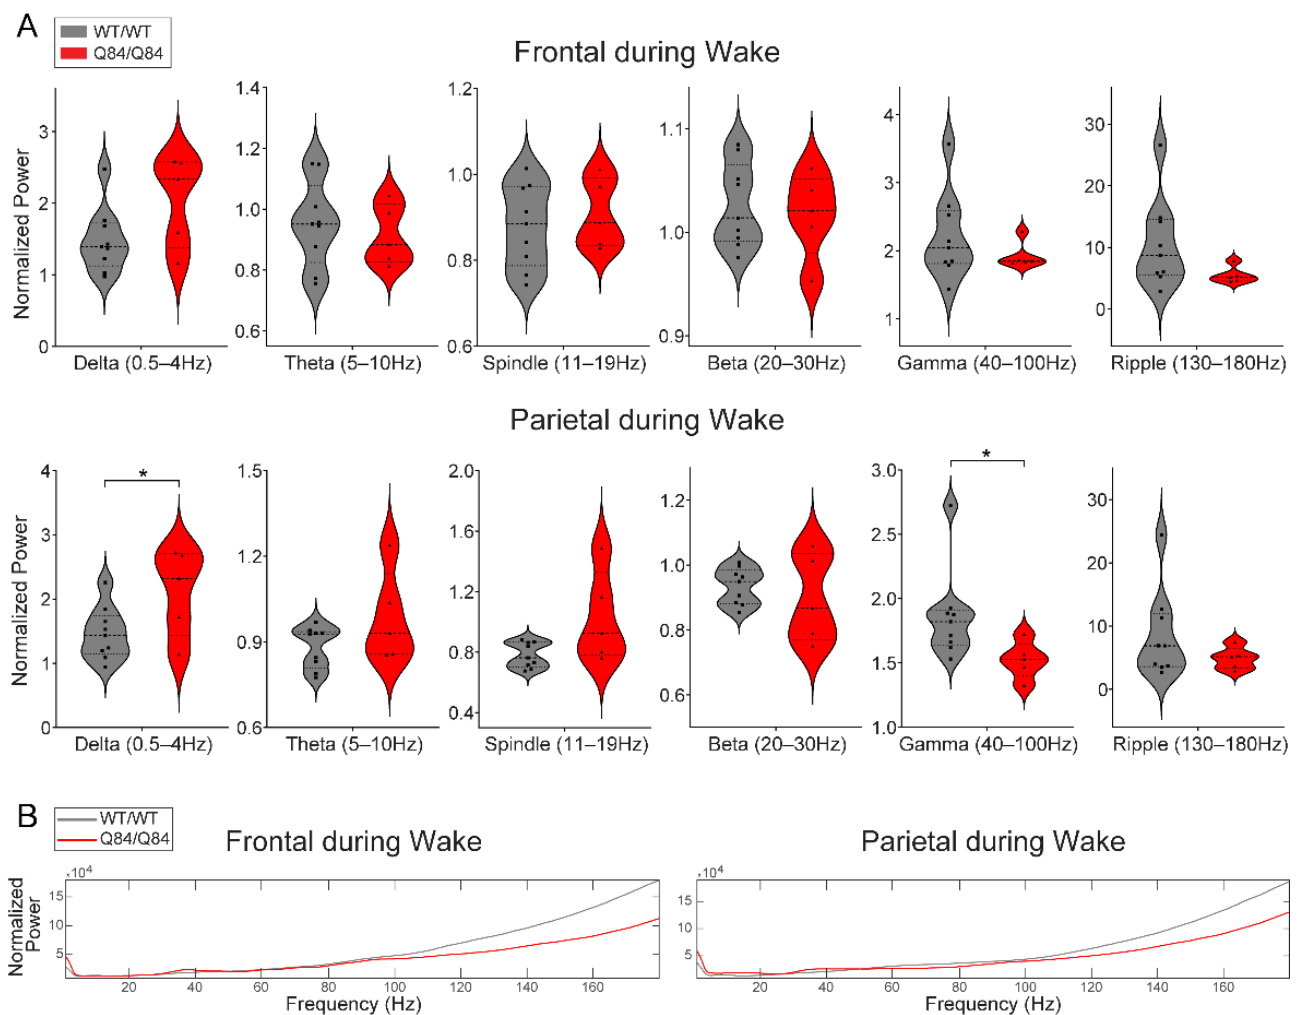 A
WT/WT
Q84/Q84
Frontal during Wake
Normalized Power
3
2
1
0
Delta (0.5–4Hz)
1.4
1.2
1.0
0.8
0.6
Theta (5–10Hz)
1.2
1.0
0.8
0.6
Spindle (11–19Hz)
1.1
1.0
0.9
Beta (20–30Hz)
4
3
2
1
Gamma (40–100Hz)
30
20
10
0
Ripple (130–180Hz)
Parietal during Wake
Normalized Power
4
3
2
1
0
*
Delta (0.5–4Hz)
1.5
1.2
0.9
0.6
Theta (5–10Hz)
2.0
1.6
1.2
0.8
0.4
Spindle (11–19Hz)
1.2
1.0
0.8
0.6
Beta (20–30Hz)
3.0
2.5
2.0
1.5
1.0
*
Gamma (40–100Hz)
30
20
10
0
Ripple (130–180Hz)
B
WT/WT
Q84/Q84
Frontal during Wake
Normalized
Power
×10⁴
15
10
5
20 40 60 80 100 120 140 160
Frequency (Hz)
Parietal during Wake
×10⁴
15
10
5
20 40 60 80 100 120 140 160
Frequency (Hz)